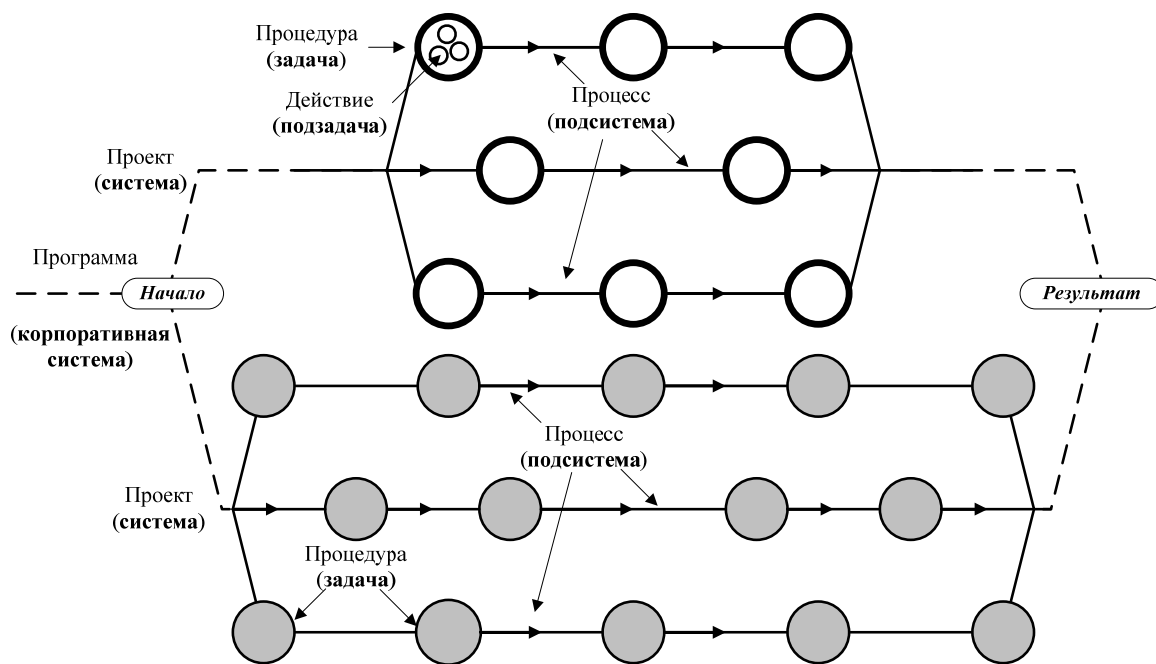 Процедура
(задача)
Действие
(подзадача)
Процесс
(подсистема)
Проект
(система)
Программа
Начало
(корпоративная
система)
Результат
Процесс
(подсистема)
Проект
(система)
Процедура
(задача)